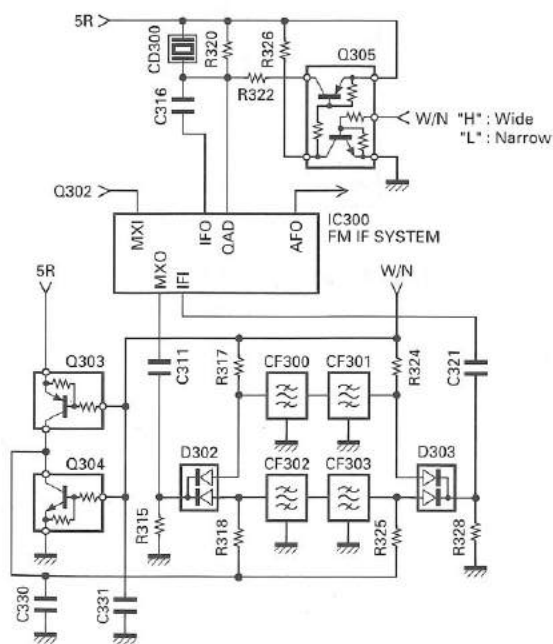 5R
CD300
R320
R326
Q305
C316
R322
W/N "H" : Wide
"L" : Narrow
Q302
MXI
IFO
QAD
AFO
IC300
FM IF SYSTEM
MXO
IFI
5R
W/N
Q303
C311
R317
CF300
CF301
R324
C321
Q304
D302
CF302
CF303
D303
R315
R318
R325
R328
C330
C331